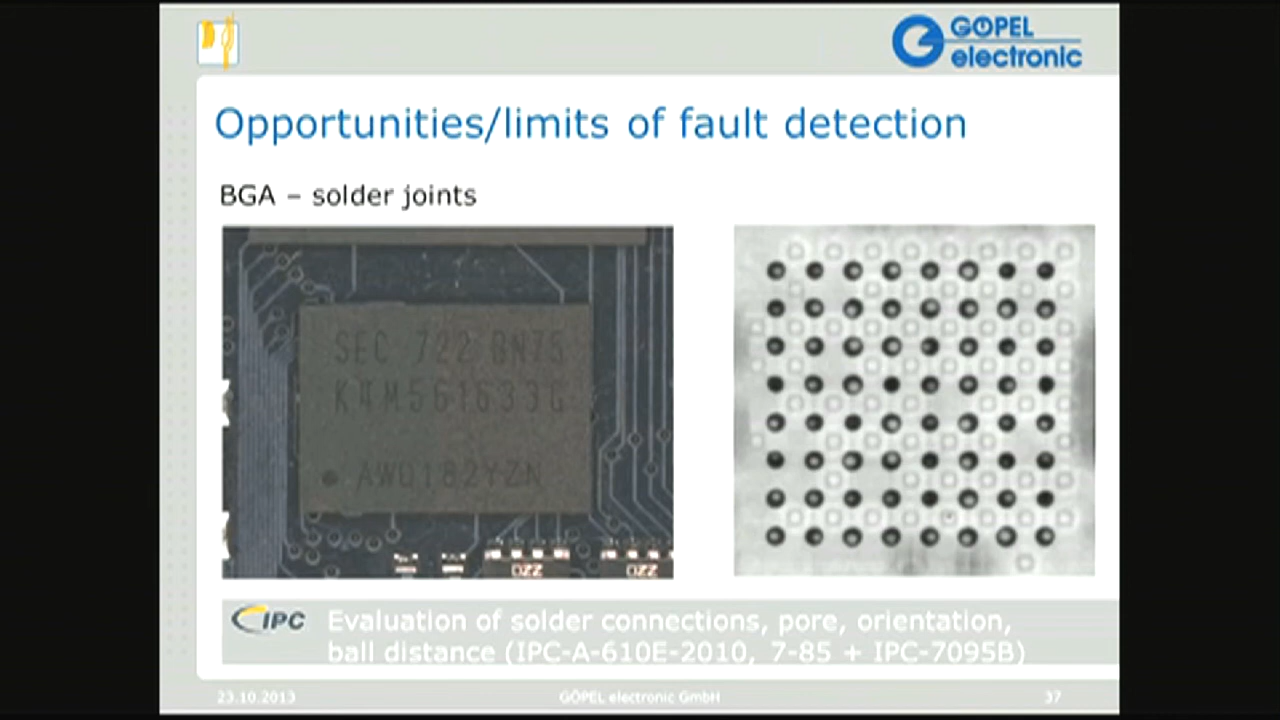 GÖPEL
electronic
Opportunities/limits of fault detection
BGA – solder joints
SEC 722 BN75
K4M561633G
AWQ182YZN
IPC
Evaluation of solder connections, pore, orientation,
ball distance (IPC-A-610E-2010, 7-85 + IPC-7095B)
23.10.2013
GÖPEL electronic GmbH
37